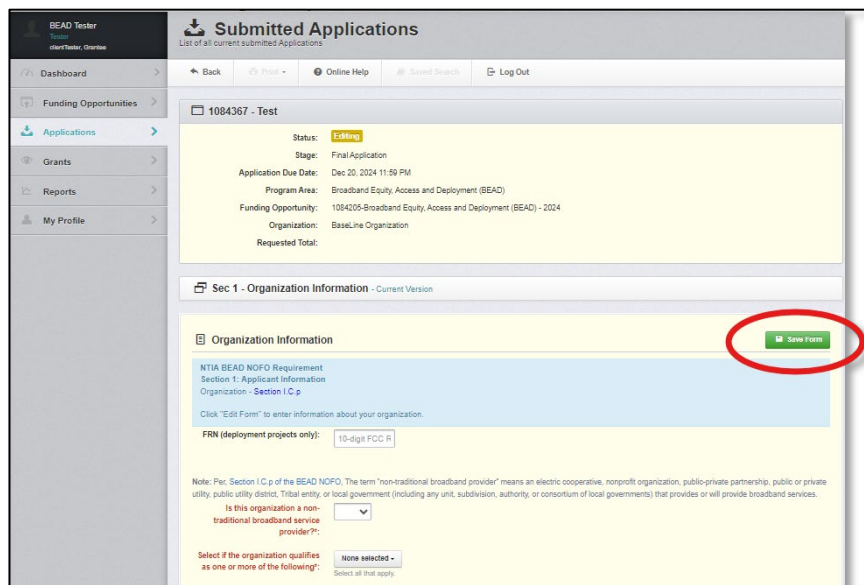 BEAD Tester
Tester
clientTester, Grantee
Dashboard
Funding Opportunities
Applications
Grants
Reports
My Profile
Submitted Applications
List of all current submitted Applications
Back
Print
Online Help
Saved Search
Log Out
1084367 - Test
Status: Editing
Stage: Final Application
Application Due Date: Dec 20, 2024 11:59 PM
Program Area: Broadband Equity, Access and Deployment (BEAD)
Funding Opportunity: 1084205-Broadband Equity, Access and Deployment (BEAD) - 2024
Organization: BaseLine Organization
Requested Total:
Sec 1 - Organization Information - Current Version
Organization Information
Save Form
NTIA BEAD NOFO Requirement
Section 1: Applicant Information
Organization - Section I.C.p
Click "Edit Form" to enter information about your organization.
FRN (deployment projects only): 10-digit FCC R
Note: Per, Section I.C.p of the BEAD NOFO, The term "non-traditional broadband provider" means an electric cooperative, nonprofit organization, public-private partnership, public or private
utility, public utility district, Tribal entity, or local government (including any unit, subdivision, authority, or consortium of local governments) that provides or will provide broadband services.
Is this organization a non-
traditional broadband service
provider?*:
Select if the organization qualifies
as one or more of the following*:
None selected
Select all that apply.